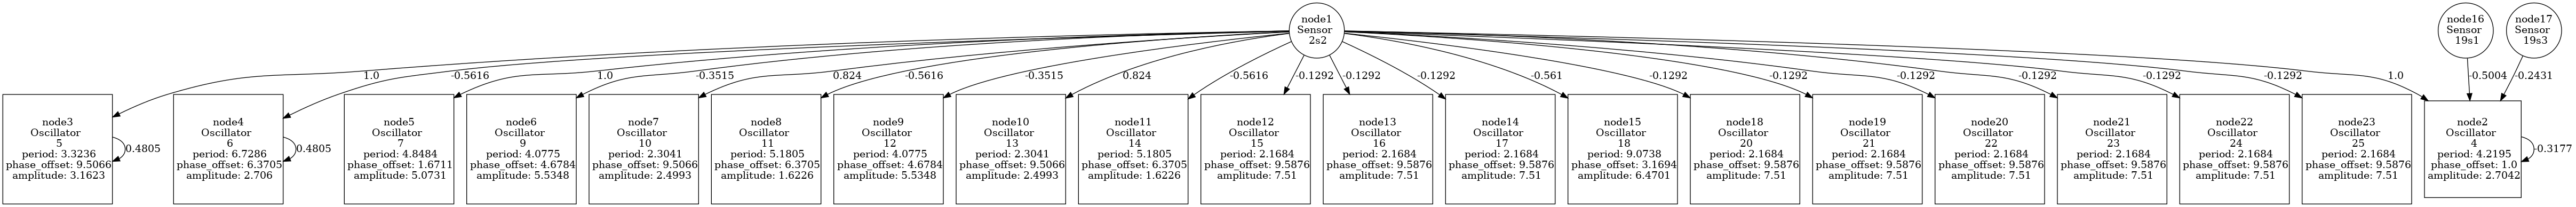 node1
Sensor
2s2
node16
Sensor
19s1
node17
Sensor
19s3
1.0
-0.5616
1.0
-0.3515
0.824
-0.5616
-0.3515
0.824
-0.5616
-0.1292
-0.1292
-0.1292
-0.561
-0.1292
-0.1292
-0.1292
-0.1292
-0.1292
-0.1292
1.0
-0.5004
-0.2431
node3
Oscillator
5
period: 3.3236
phase_offset: 9.5066
amplitude: 3.1623
0.4805
node4
Oscillator
6
period: 6.7286
phase_offset: 6.3705
amplitude: 2.706
0.4805
node5
Oscillator
7
period: 4.8484
phase_offset: 1.6711
amplitude: 5.0731
node6
Oscillator
9
period: 4.0775
phase_offset: 4.6784
amplitude: 5.5348
node7
Oscillator
10
period: 2.3041
phase_offset: 9.5066
amplitude: 2.4993
node8
Oscillator
11
period: 5.1805
phase_offset: 6.3705
amplitude: 1.6226
node9
Oscillator
12
period: 4.0775
phase_offset: 4.6784
amplitude: 5.5348
node10
Oscillator
13
period: 2.3041
phase_offset: 9.5066
amplitude: 2.4993
node11
Oscillator
14
period: 5.1805
phase_offset: 6.3705
amplitude: 1.6226
node12
Oscillator
15
period: 2.1684
phase_offset: 9.5876
amplitude: 7.51
node13
Oscillator
16
period: 2.1684
phase_offset: 9.5876
amplitude: 7.51
node14
Oscillator
17
period: 2.1684
phase_offset: 9.5876
amplitude: 7.51
node15
Oscillator
18
period: 9.0738
phase_offset: 3.1694
amplitude: 6.4701
node18
Oscillator
20
period: 2.1684
phase_offset: 9.5876
amplitude: 7.51
node19
Oscillator
21
period: 2.1684
phase_offset: 9.5876
amplitude: 7.51
node20
Oscillator
22
period: 2.1684
phase_offset: 9.5876
amplitude: 7.51
node21
Oscillator
23
period: 2.1684
phase_offset: 9.5876
amplitude: 7.51
node22
Oscillator
24
period: 2.1684
phase_offset: 9.5876
amplitude: 7.51
node23
Oscillator
25
period: 2.1684
phase_offset: 9.5876
amplitude: 7.51
node2
Oscillator
4
period: 4.2195
phase_offset: 1.0
amplitude: 2.7042
-0.3177